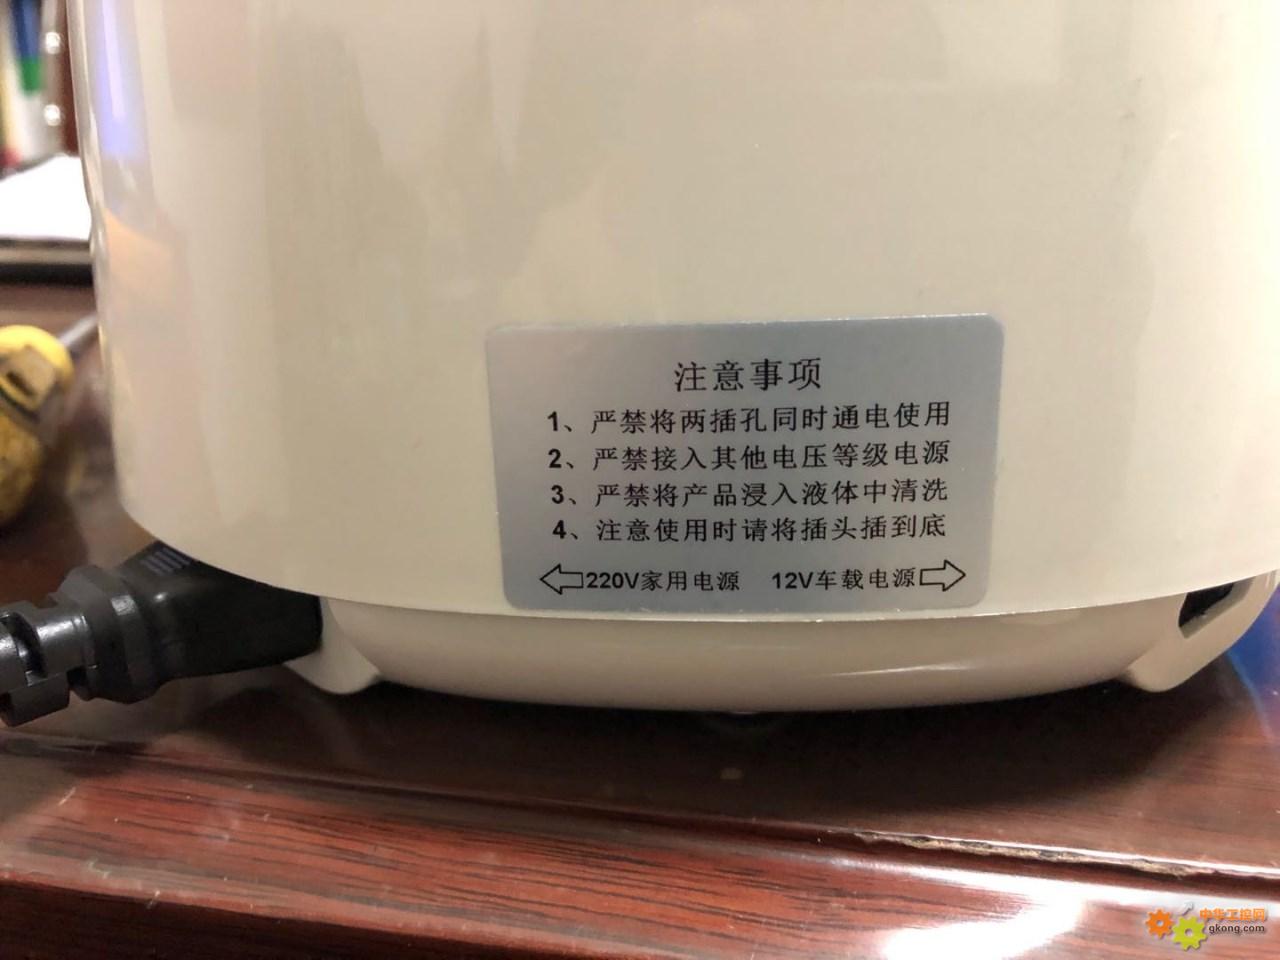 注意事项
1、严禁将两插孔同时通电使用
2、严禁接入其他电压等级电源
3、严禁将产品浸入液体中清洗
4、注意使用时请将插头插到底
220V家用电源 12V车载电源
中华工控网
gkong.com